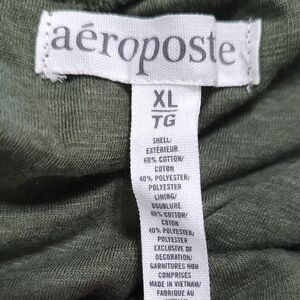 aéroposte
XL
TG
SHELL/
EXTÉRIEUR
60% COTTON/
COTON
40% POLYESTER/
POLYESTER
LINING/
DOUBLURE
60% COTTON/
COTON
40% POLYESTER/
POLYESTER
EXCLUSIVE OF
DECORATION/
GARNITURES NON
COMPRISES
MADE IN VIETNAM/
FABRIQUÉ AU